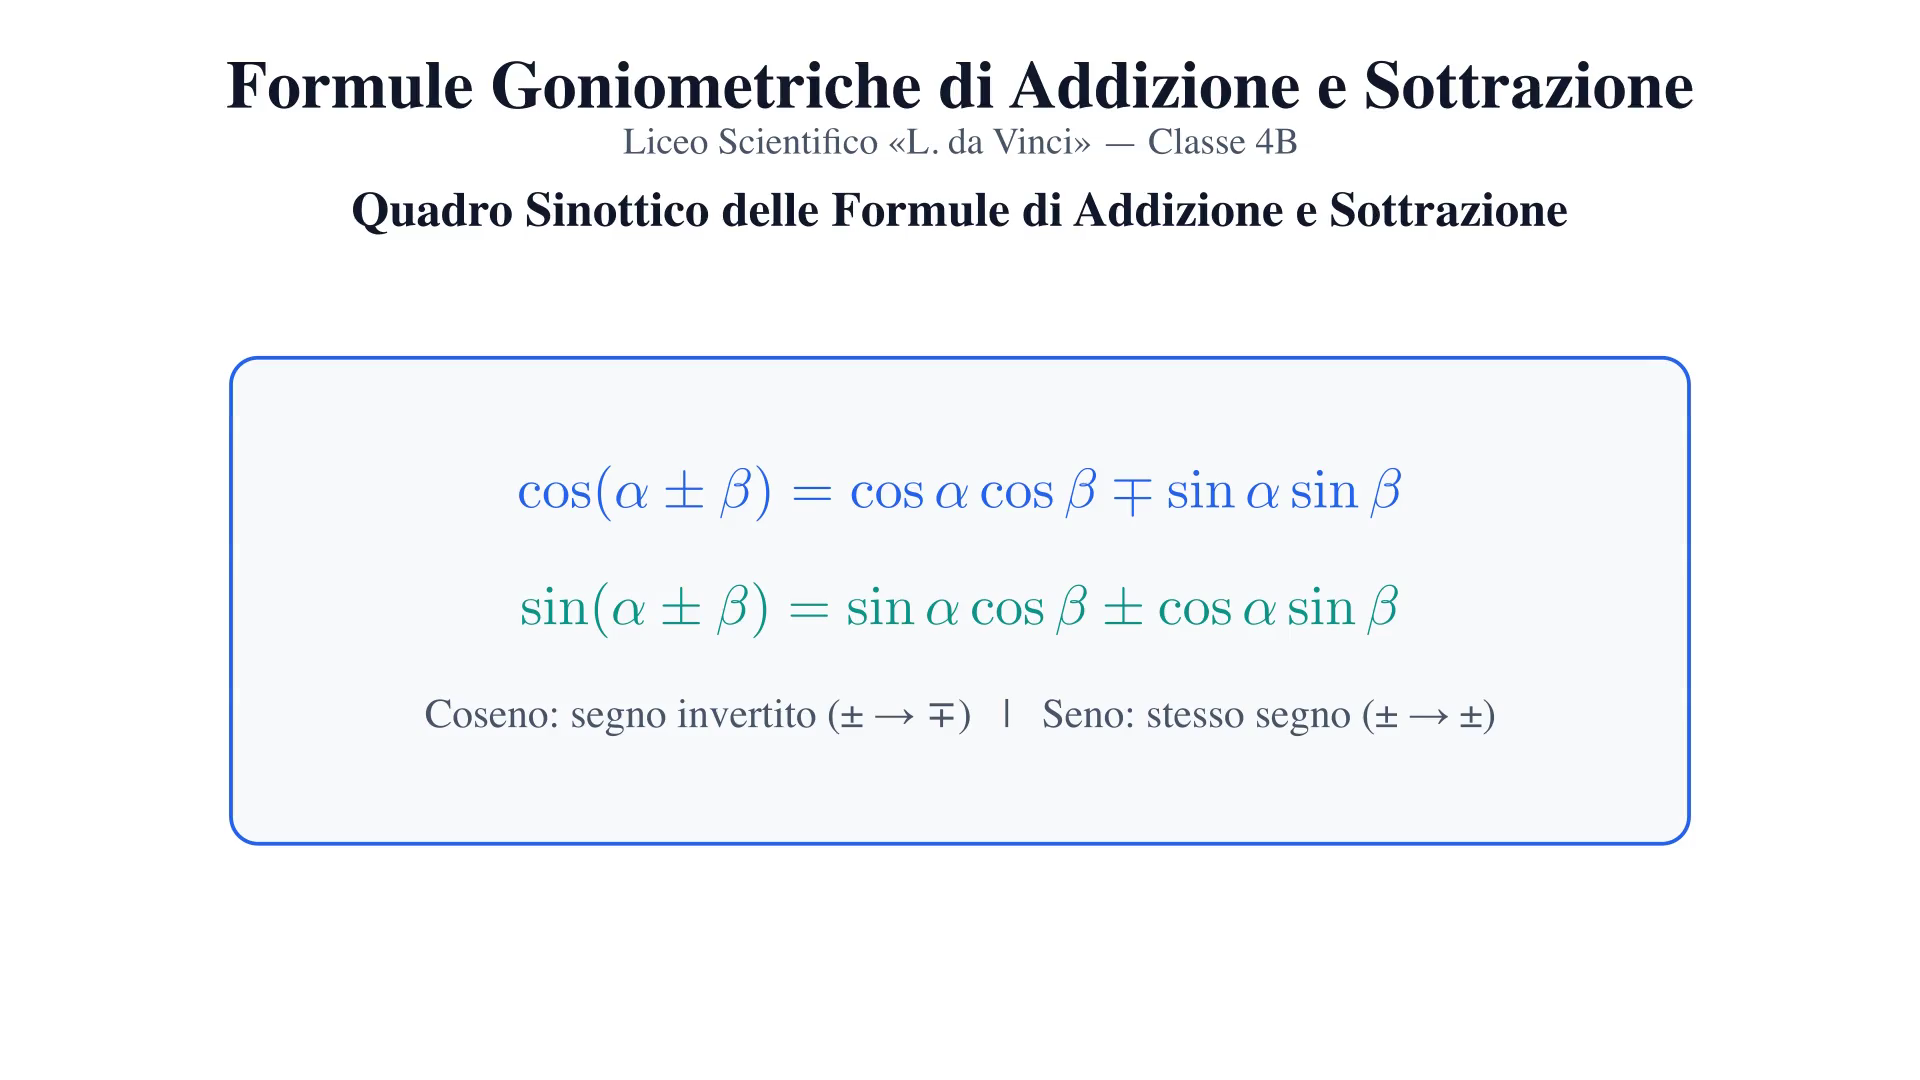 Formule Goniometriche di Addizione e Sottrazione
Liceo Scientifico «L. da Vinci» — Classe 4B
Quadro Sinottico delle Formule di Addizione e Sottrazione
cos(α ± β) = cos α cos β ∓ sin α sin β
sin(α ± β) = sin α cos β ± cos α sin β
Coseno: segno invertito (± → ∓) | Seno: stesso segno (± → ±)